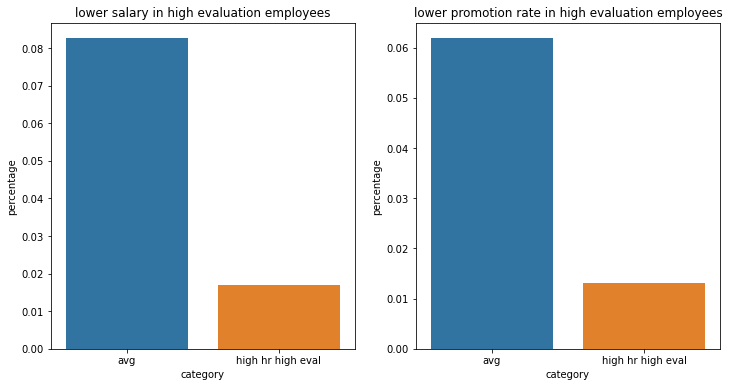 lower salary in high evaluation employees
percentage
0.08
0.07
0.06
0.05
0.04
0.03
0.02
0.01
0.00
avg
high hr high eval
category
lower promotion rate in high evaluation employees
percentage
0.06
0.05
0.04
0.03
0.02
0.01
0.00
avg
high hr high eval
category